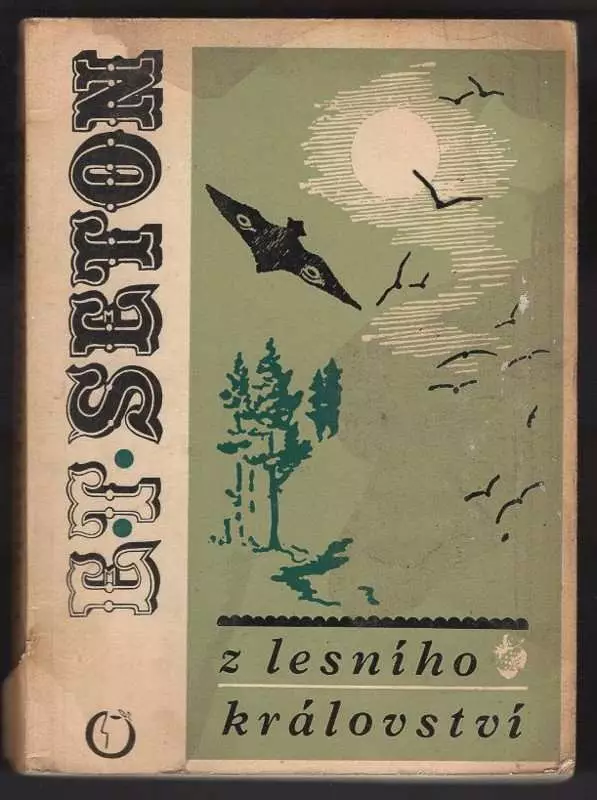 E.T. SETON
z lesního
království